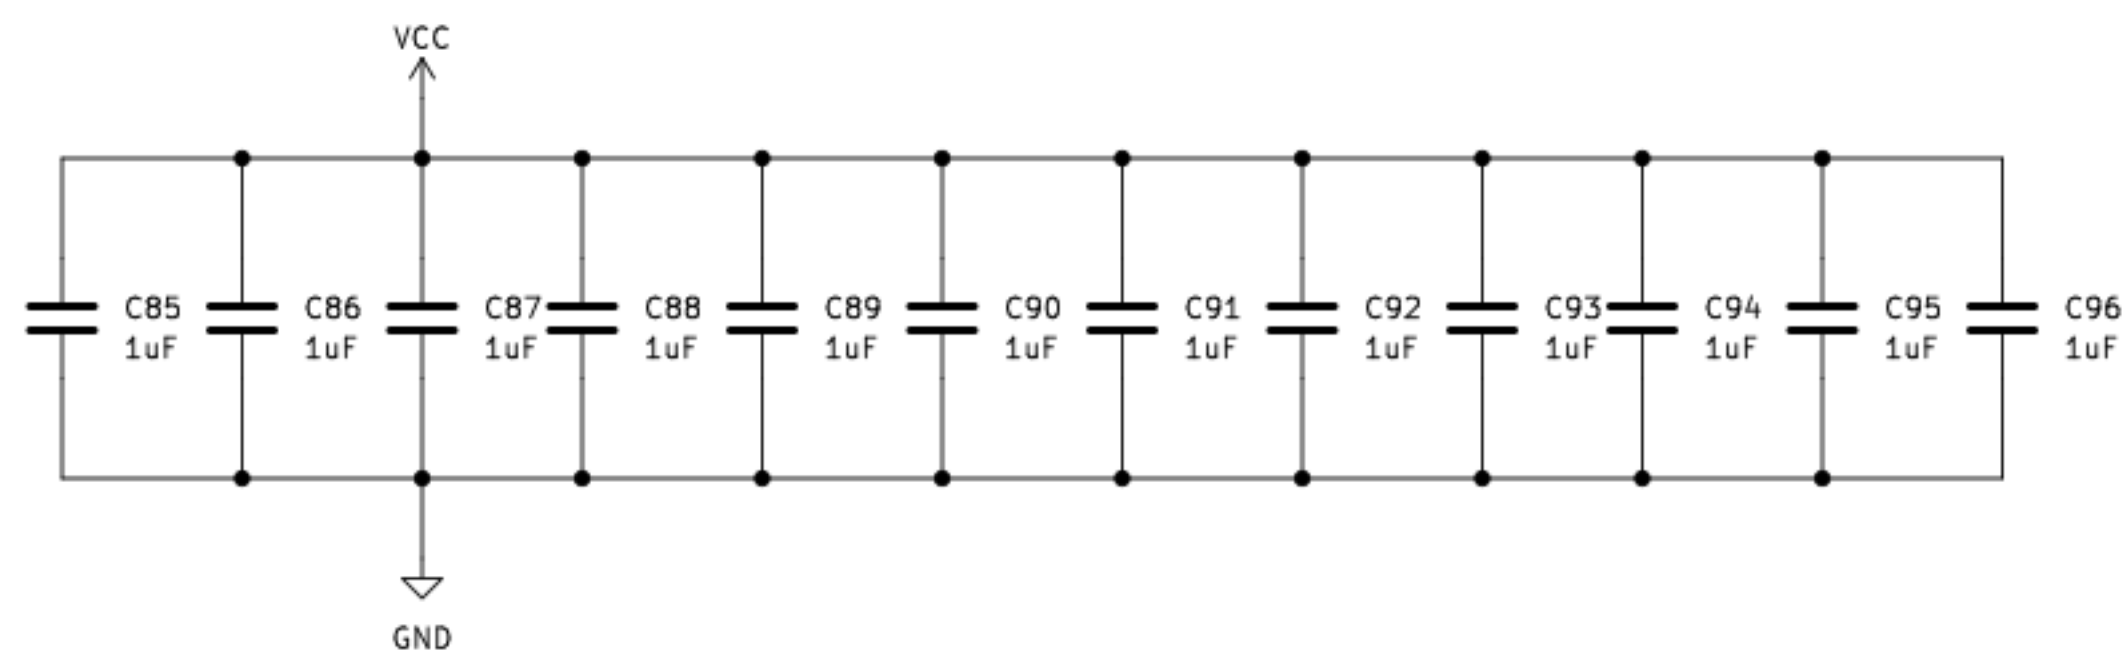 VCC
C85 C86 C87 C88 C89 C90 C91 C92 C93 C94 C95 C96
1uF 1uF 1uF 1uF 1uF 1uF 1uF 1uF 1uF 1uF 1uF 1uF
GND